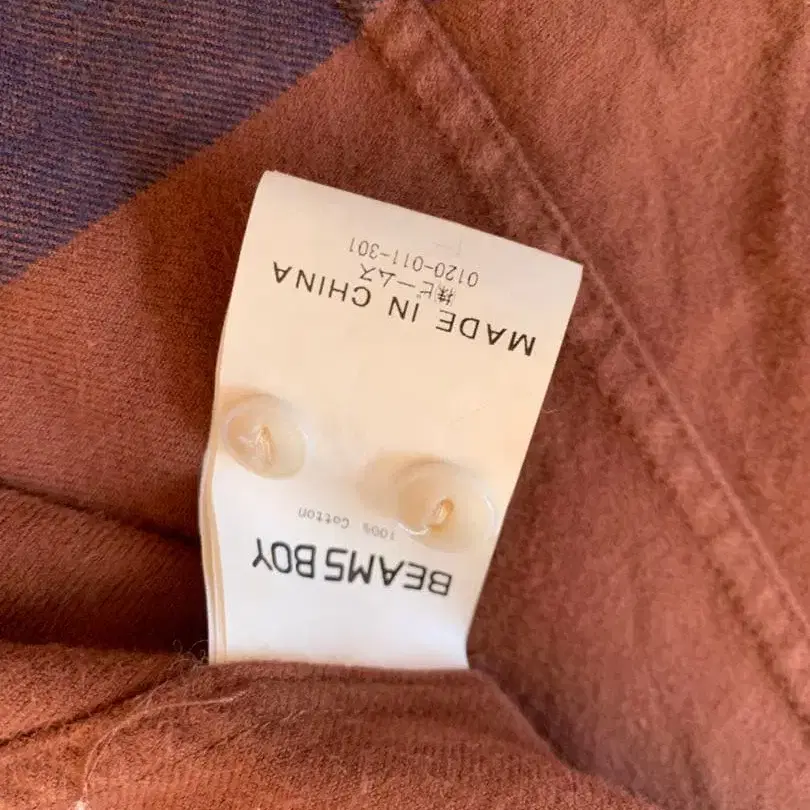 BEAMS BOY
100% Cotton
MADE IN CHINA
㈱ビームス
0120-011-301